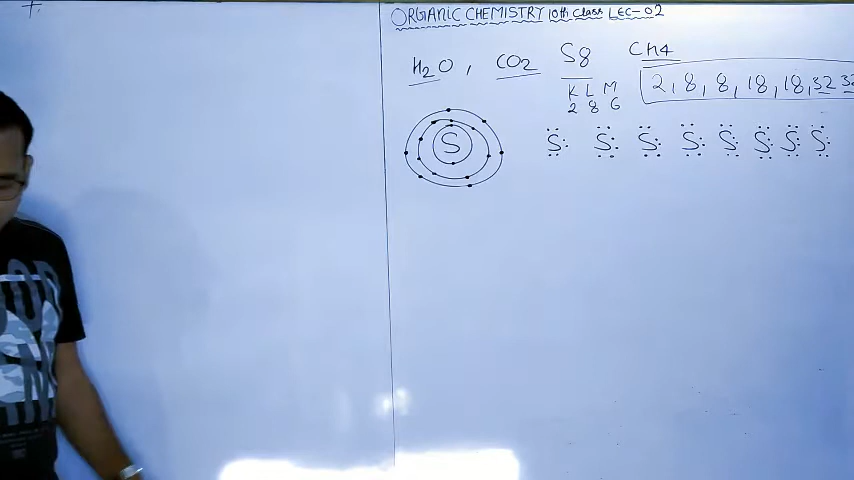 ORGANIC CHEMISTRY 10th Class LEC-02
H2O, CO2 S8 CH4
K L M
2 8 6
2, 8, 8, 18, 18, 32 32
S
S S S S S S S S